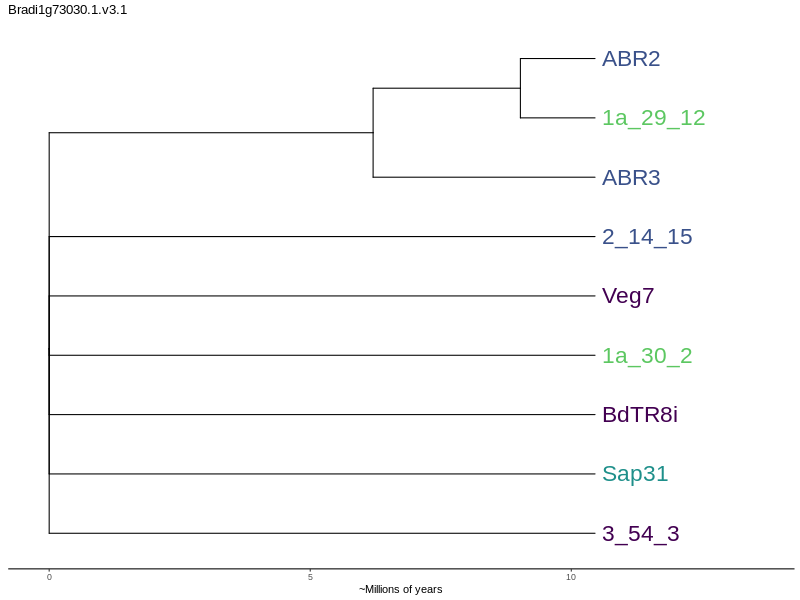 Bradi1g73030.1.v3.1
ABR2
1a_29_12
ABR3
2_14_15
Veg7
1a_30_2
BdTR8i
Sap31
3_54_3
0 5 10
~Millions of years